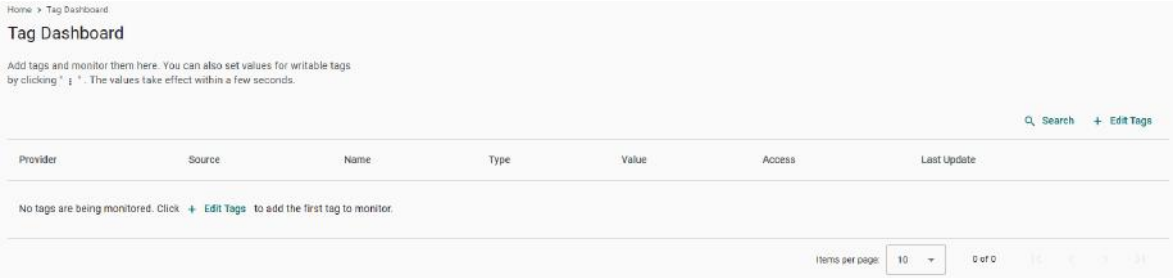 Home > Tag Dashboard
Tag Dashboard
Add tags and monitor them here. You can also set values for writable tags
by clicking " ⋮ ". The values take effect within a few seconds.
Search + Edit Tags
Provider Source Name Type Value Access Last Update
No tags are being monitored. Click + Edit Tags to add the first tag to monitor.
Items per page: 10 0 of 0